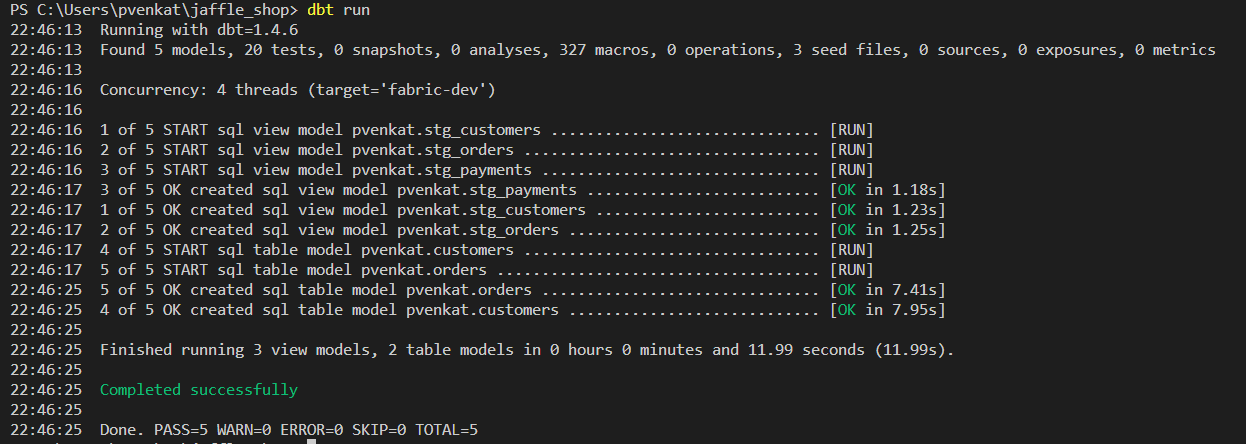 PS C:\Users\pvenkat\jaffle_shop> dbt run
22:46:13  Running with dbt=1.4.6
22:46:13  Found 5 models, 20 tests, 0 snapshots, 0 analyses, 327 macros, 0 operations, 3 seed files, 0 sources, 0 exposures, 0 metrics
22:46:13
22:46:16  Concurrency: 4 threads (target='fabric-dev')
22:46:16
22:46:16  1 of 5 START sql view model pvenkat.stg_customers .............................. [RUN]
22:46:16  2 of 5 START sql view model pvenkat.stg_orders ................................. [RUN]
22:46:16  3 of 5 START sql view model pvenkat.stg_payments ............................... [RUN]
22:46:17  3 of 5 OK created sql view model pvenkat.stg_payments .......................... [OK in 1.18s]
22:46:17  1 of 5 OK created sql view model pvenkat.stg_customers ......................... [OK in 1.23s]
22:46:17  2 of 5 OK created sql view model pvenkat.stg_orders ............................ [OK in 1.25s]
22:46:17  4 of 5 START sql table model pvenkat.customers ................................. [RUN]
22:46:17  5 of 5 START sql table model pvenkat.orders .................................... [RUN]
22:46:25  5 of 5 OK created sql table model pvenkat.orders ............................... [OK in 7.41s]
22:46:25  4 of 5 OK created sql table model pvenkat.customers ............................ [OK in 7.95s]
22:46:25
22:46:25  Finished running 3 view models, 2 table models in 0 hours 0 minutes and 11.99 seconds (11.99s).
22:46:25
22:46:25  Completed successfully
22:46:25
22:46:25  Done. PASS=5 WARN=0 ERROR=0 SKIP=0 TOTAL=5